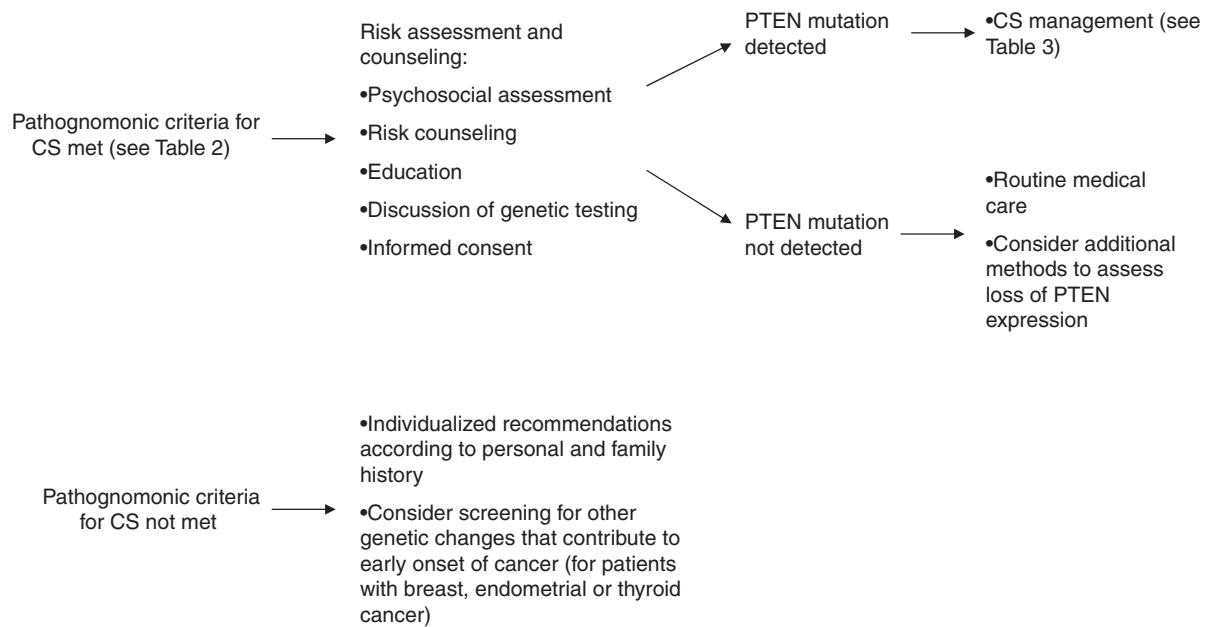 Pathognomonic criteria for
CS met (see Table 2)
Risk assessment and
counseling:
•Psychosocial assessment
•Risk counseling
•Education
•Discussion of genetic testing
•Informed consent
PTEN mutation
detected
•CS management (see
Table 3)
PTEN mutation
not detected
•Routine medical
care
•Consider additional
methods to assess
loss of PTEN
expression
Pathognomonic criteria
for CS not met
•Individualized recommendations
according to personal and family
history
•Consider screening for other
genetic changes that contribute to
early onset of cancer (for patients
with breast, endometrial or thyroid
cancer)